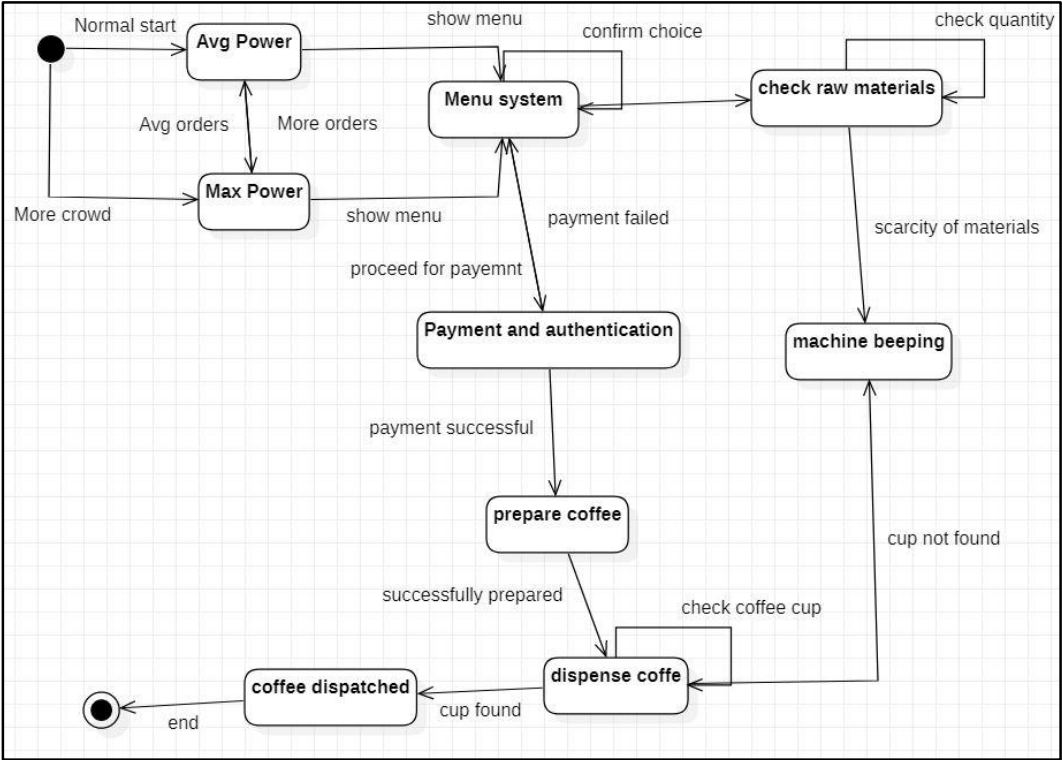 show menu
check quantity
Normal start
confirm choice
Avg Power
check raw materials
Menu system
Avg orders
More orders
Max Power
More crowd
show menu
payment failed
scarcity of materials
proceed for payemnt
Payment and authentication
machine beeping
payment successful
prepare coffee
cup not found
successfully prepared
check coffee cup
dispense coffe
coffee dispatched
cup found
end